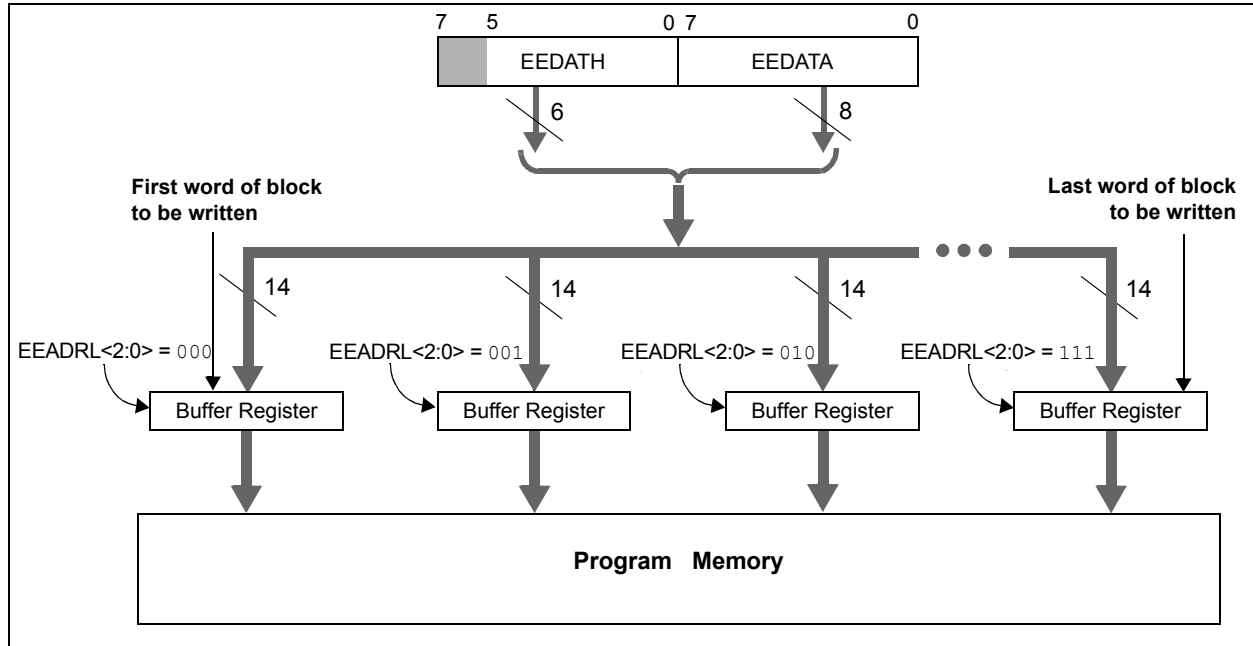 7 5 0 7 0
EEDATH EEDATA
6 8
First word of block
to be written
Last word of block
to be written
14 14 14 14
EEADRL<2:0> = 000 EEADRL<2:0> = 001 EEADRL<2:0> = 010 EEADRL<2:0> = 111
Buffer Register Buffer Register Buffer Register Buffer Register
Program Memory